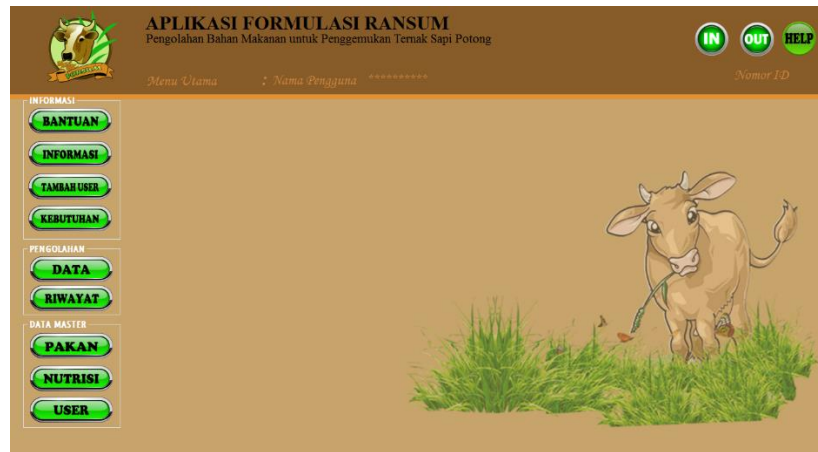 APLIKASI FORMULASI RANSUM
Pengolahan Bahan Makanan untuk Penggemukan Ternak Sapi Potong
IN OUT HELP
Menu Utama : Nama Pengguna ********** Nomor ID
INFORMASI
BANTUAN
INFORMASI
TAMBAH USER
KEBUTUHAN
PENGOLAHAN
DATA
RIWAYAT
DATA MASTER
PAKAN
NUTRISI
USER